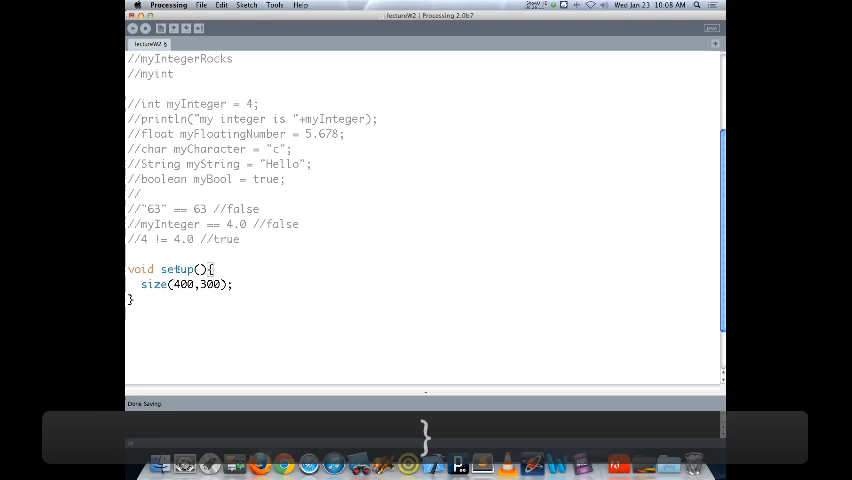 Processing File Edit Sketch Tools Help Wed Jan 23 10:08 AM
lectureW2 | Processing 2.0b7
JAVA
lectureW2 §
//myIntegerRocks
//myint
//int myInteger = 4;
//println("my integer is "+myInteger);
//float myFloatingNumber = 5.678;
//char myCharacter = "c";
//String myString = "Hello";
//boolean myBool = true;
//
//"63" == 63 //false
//myInteger == 4.0 //false
//4 != 4.0 //true
void setup(){
size(400,300);
}
Done Saving.
}